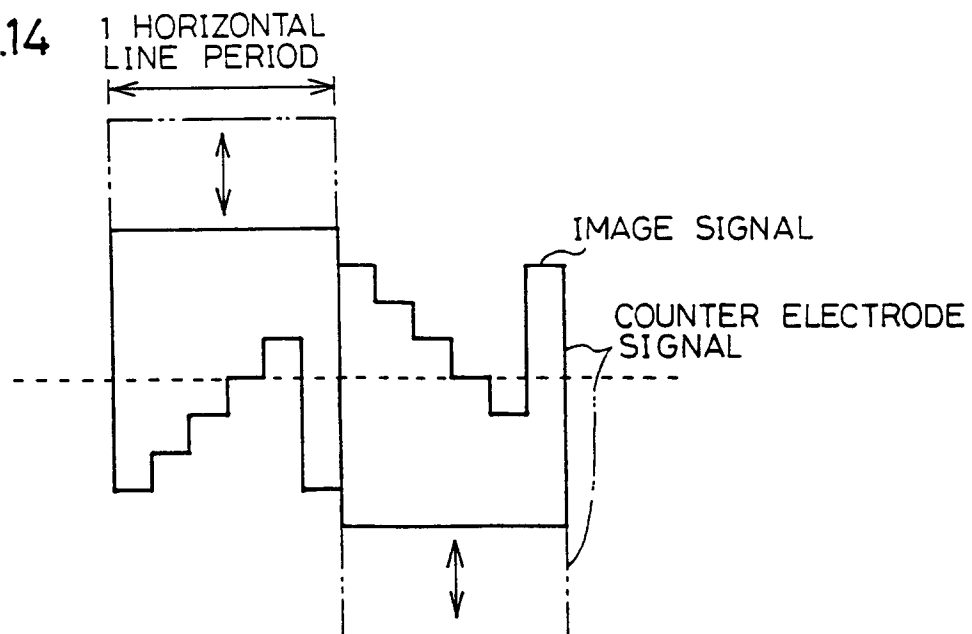 .14
1 HORIZONTAL
LINE PERIOD
IMAGE SIGNAL
COUNTER ELECTRODE
SIGNAL